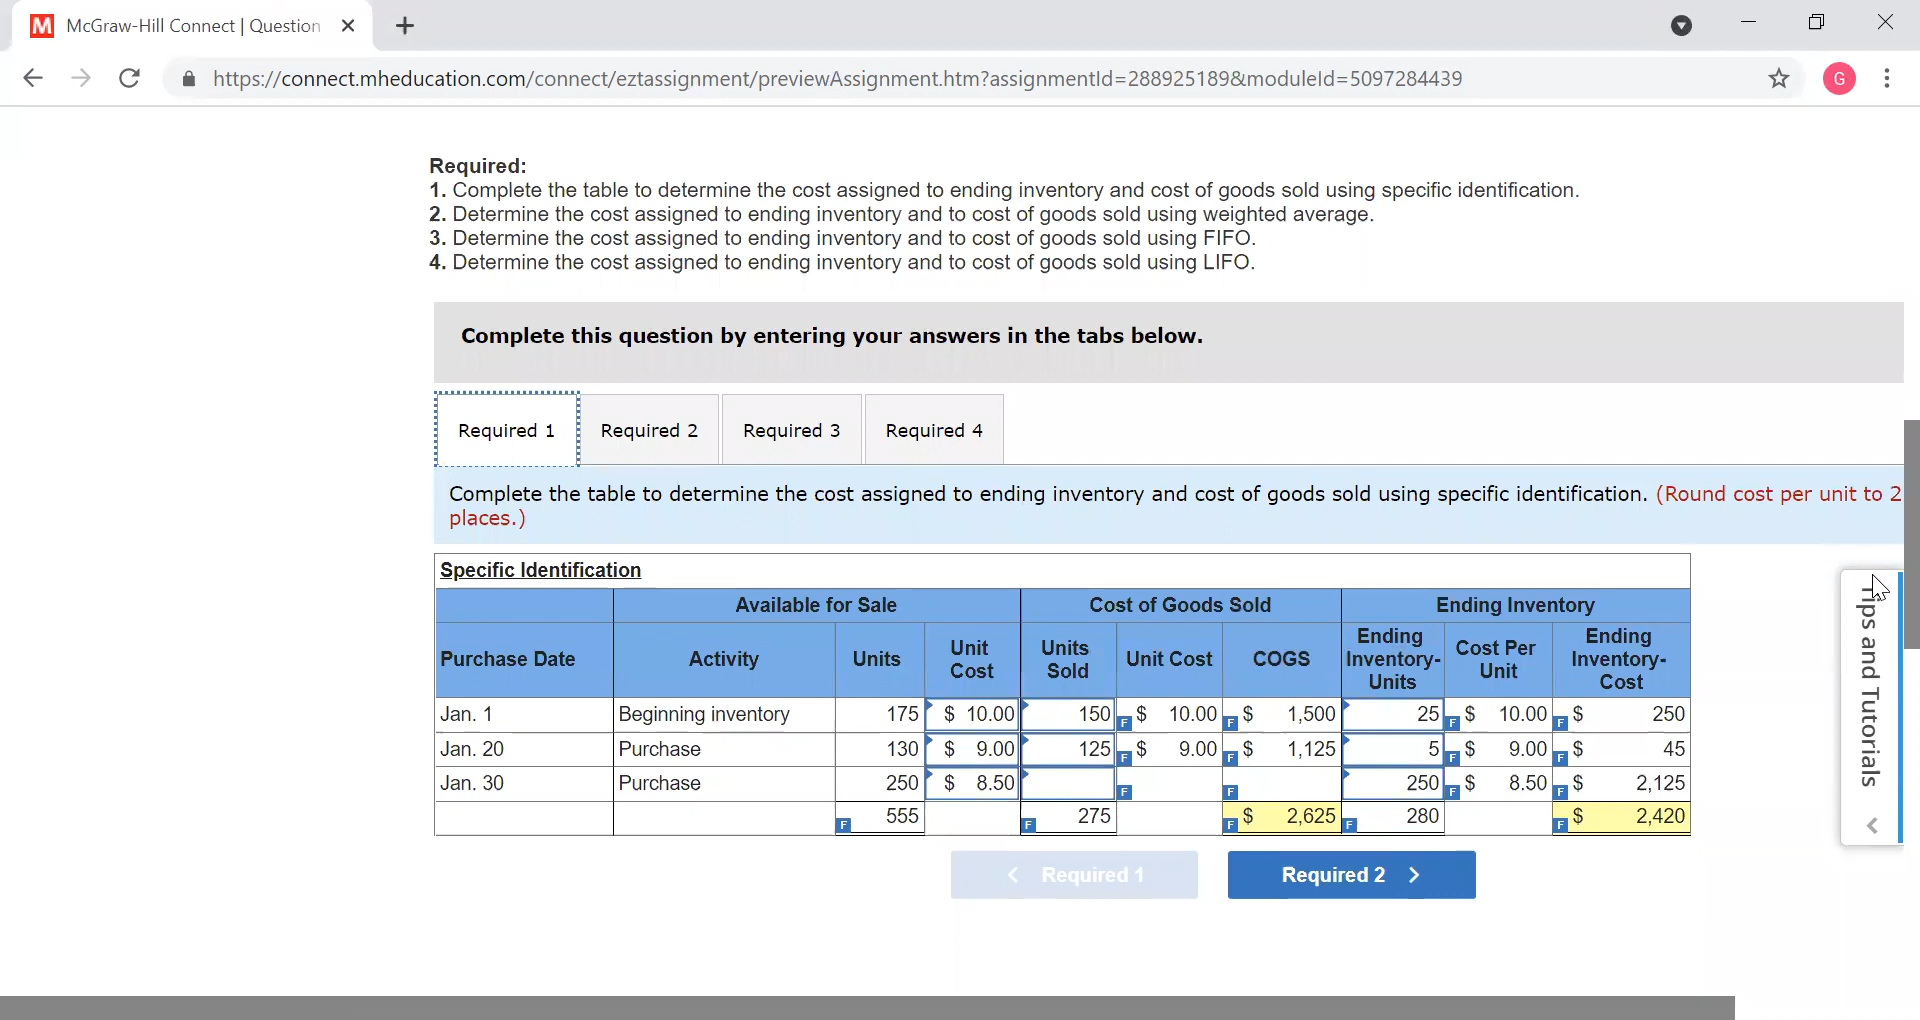 McGraw-Hill Connect | Question
https://connect.mheducation.com/connect/eztassignment/previewAssignment.htm?assignmentId=288925189&moduleId=5097284439
G
Required:
1. Complete the table to determine the cost assigned to ending inventory and cost of goods sold using specific identification.
2. Determine the cost assigned to ending inventory and to cost of goods sold using weighted average.
3. Determine the cost assigned to ending inventory and to cost of goods sold using FIFO.
4. Determine the cost assigned to ending inventory and to cost of goods sold using LIFO.
Complete this question by entering your answers in the tabs below.
Required 1 Required 2 Required 3 Required 4
Complete the table to determine the cost assigned to ending inventory and cost of goods sold using specific identification. (Round cost per unit to 2
places.)
Specific Identification
Available for Sale Cost of Goods Sold Ending Inventory
Purchase Date Activity Units Unit Cost Units Sold Unit Cost COGS Ending Inventory- Units Cost Per Unit Ending Inventory- Cost
Jan. 1 Beginning inventory 175 $ 10.00 150 F $ 10.00 F $ 1,500 25 F $ 10.00 F $ 250
Jan. 20 Purchase 130 $ 9.00 125 F $ 9.00 F $ 1,125 5 F $ 9.00 F $ 45
Jan. 30 Purchase 250 $ 8.50 F F 250 F $ 8.50 F $ 2,125
F 555 F 275 F $ 2,625 F 280 F $ 2,420
Required 1 Required 2
Tips and Tutorials